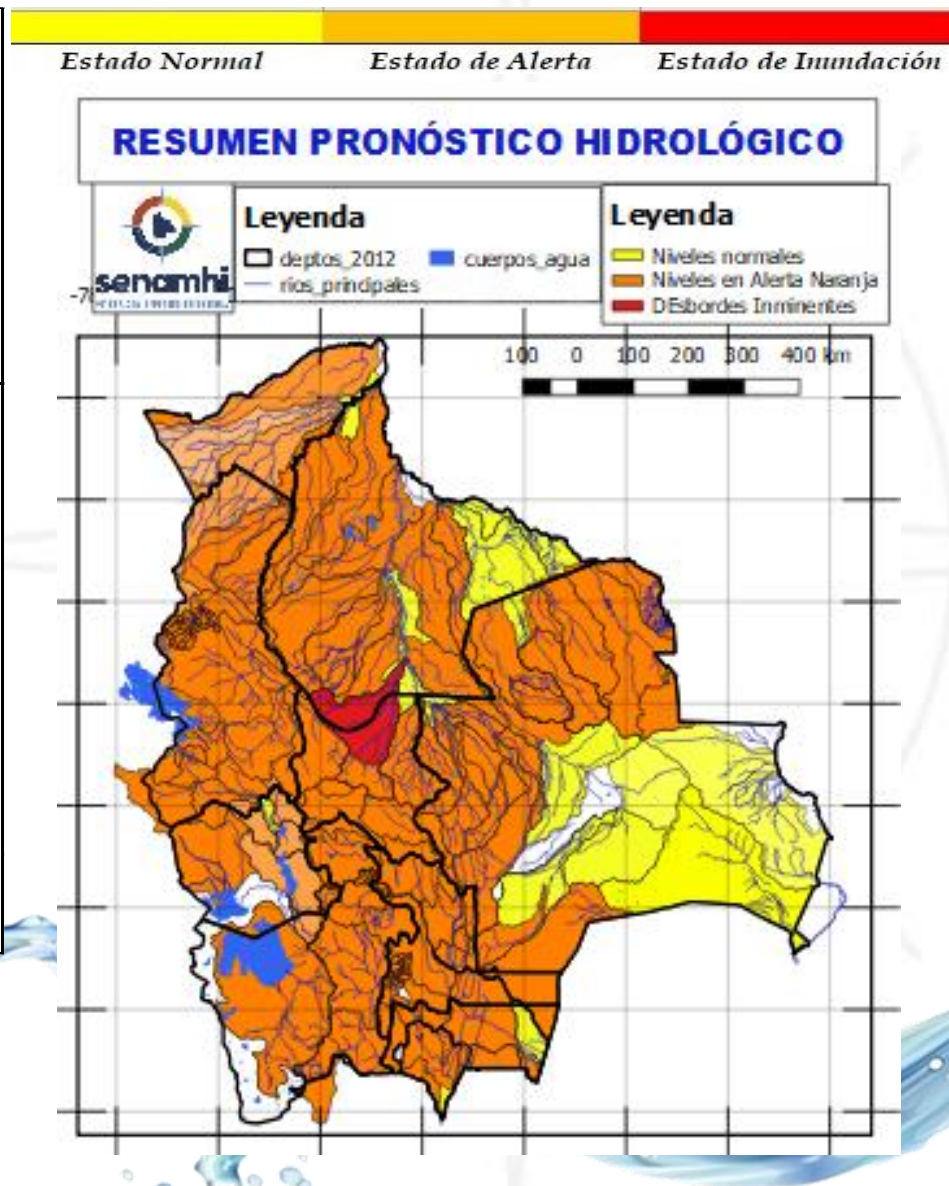 Estado Normal
Estado de Alerta
Estado de Inundación
RESUMEN PRONÓSTICO HIDROLÓGICO
senamhi
Leyenda
deptos_2012
cuerpos_agua
rios_principales
Leyenda
Niveles normales
Niveles en Alerta Naranja
DEsbordes Inminentes
100 0 100 200 300 400 km